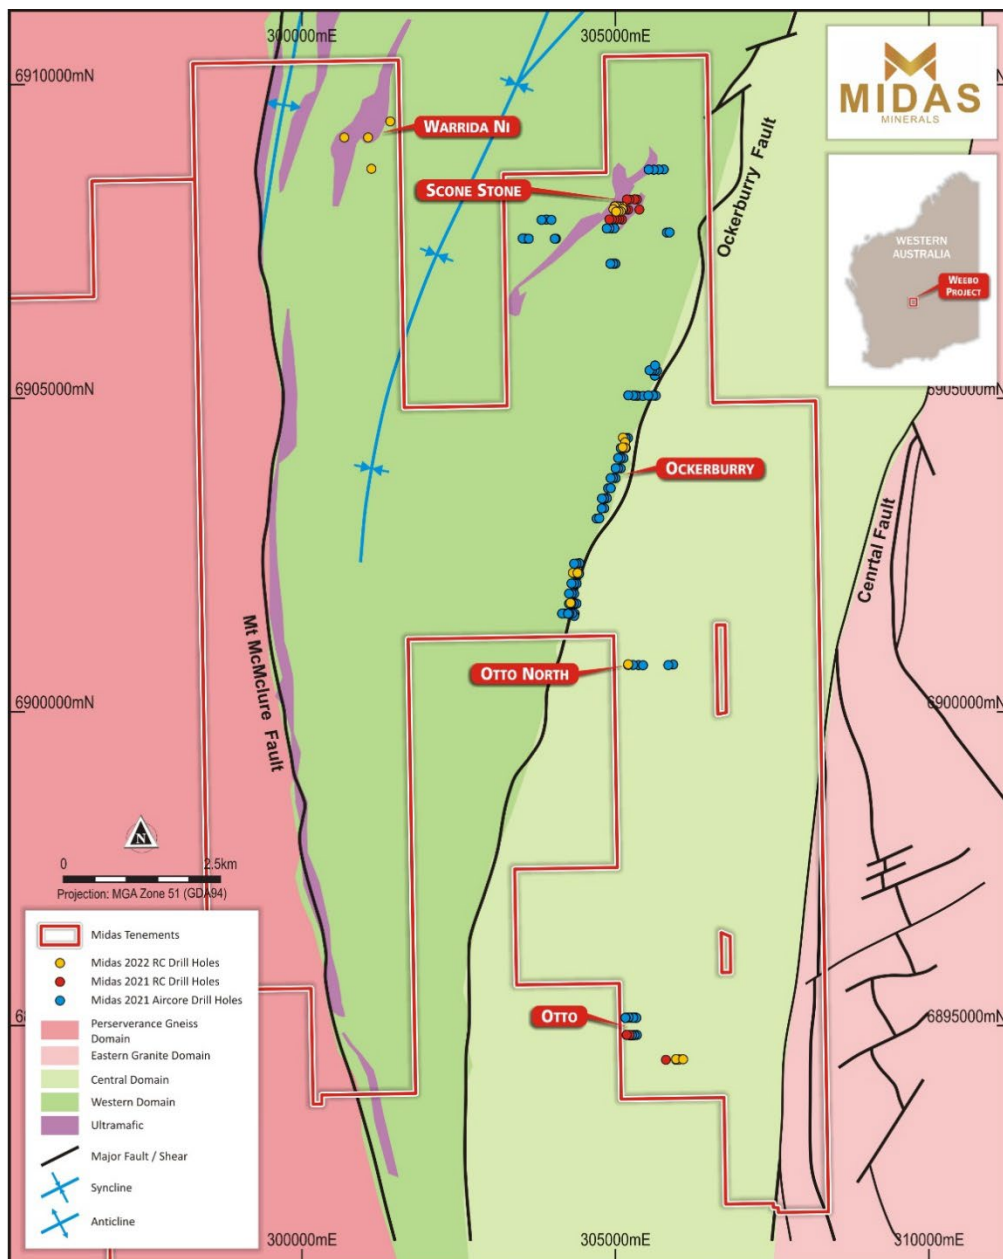 300000mE
305000mE
6910000mN
MIDAS
MINERALS
WARRIDA NI
SCONE STONE
Ockerburry Fault
WESTERN
AUSTRALIA
WEEBO
PROJECT
6905000mN
6905000mN
OCKERBURRY
Cenrtal Fault
Mt McMclure Fault
OTTO NORTH
6900000mN
6900000mN
N
0
2.5km
Projection: MGA Zone 51 (GDA94)
Midas Tenements
Midas 2022 RC Drill Holes
Midas 2021 RC Drill Holes
Midas 2021 Aircore Drill Holes
Perserverance Gneiss
Domain
Eastern Granite Domain
Central Domain
Western Domain
Ultramafic
Major Fault / Shear
Syncline
Anticline
OTTO
6895000mN
300000mE
305000mE
310000mE